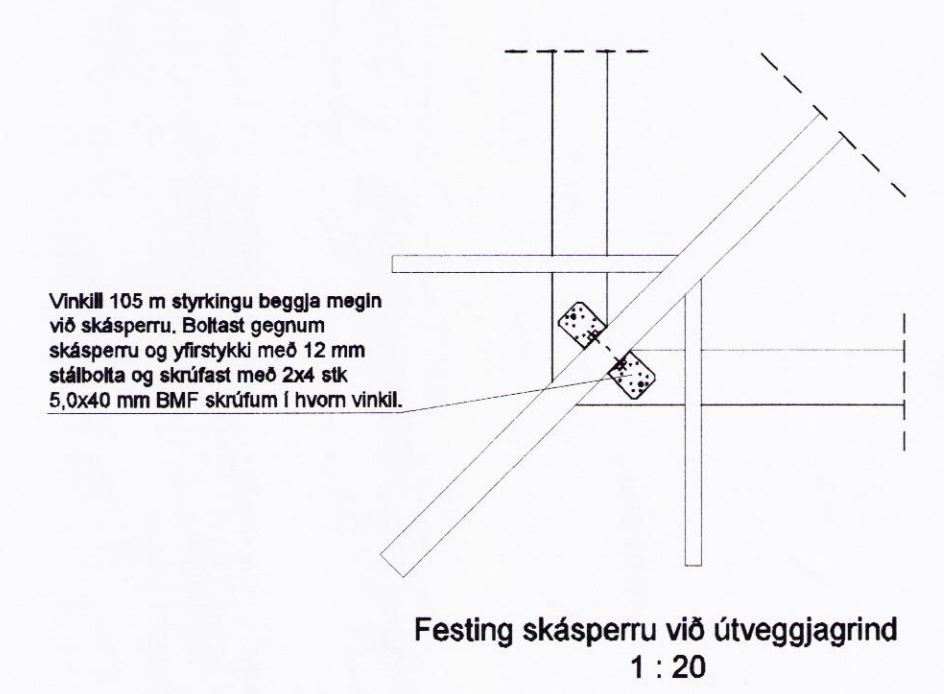 Vinkill 105 m styrkingu beggja megin
við skásperru. Boltast gegnum
skásperru og yfirstykki með 12 mm
stálbolta og skrúfast með 2x4 stk
5,0x40 mm BMF skrúfum í hvorn vinkil.
Festing skásperru við útveggjagrind
1 : 20